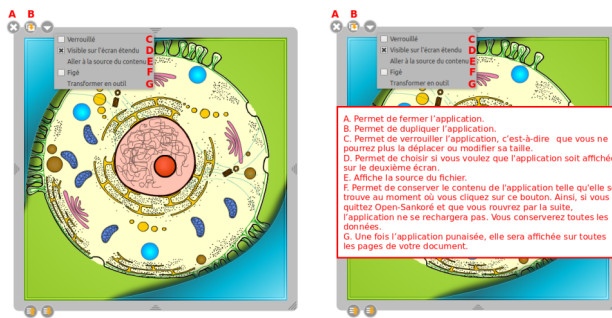 A B
Verrouillé C
Visible sur l'écran étendu D
Aller à la source du contenu E
Figé F
Transformer en outil G
A B
Verrouillé C
Visible sur l'écran étendu D
Aller à la source du contenu E
Figé F
Transformer en outil G
A. Permet de fermer l'application.
B. Permet de dupliquer l'application.
C. Permet de verrouiller l'application, c'est-à-dire que vous ne
pourrez plus la déplacer ou modifier sa taille.
D. Permet de choisir si vous voulez que l'application soit affichée
sur le deuxième écran.
E. Affiche la source du fichier.
F. Permet de conserver le contenu de l'application telle qu'elle s
trouve au moment où vous cliquez sur ce bouton. Ainsi, si vous
quittez Open-Sankoré et que vous rouvrez par la suite,
l'application ne se rechargera pas. Vous conserverez toutes les
données.
G. Une fois l'application punaisée, elle sera affichée sur toutes
les pages de votre document.